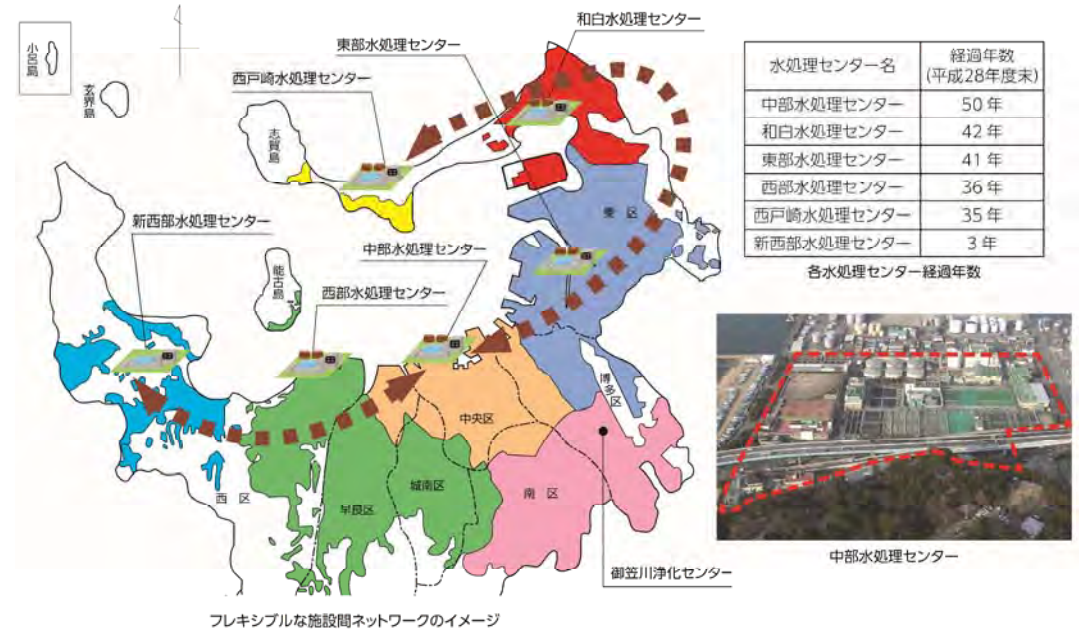 小呂島
玄界島
志賀島
能古島
和白水処理センター
東部水処理センター
西戸崎水処理センター
新西部水処理センター
中部水処理センター
西部水処理センター
東 区
博多区
中央区
城南区
南 区
早良区
西 区
御笠川浄化センター
フレキシブルな施設間ネットワークのイメージ
水処理センター名 経過年数
(平成28年度末)
中部水処理センター 50 年
和白水処理センター 42 年
東部水処理センター 41 年
西部水処理センター 36 年
西戸崎水処理センター 35 年
新西部水処理センター 3 年
各水処理センター経過年数
中部水処理センター